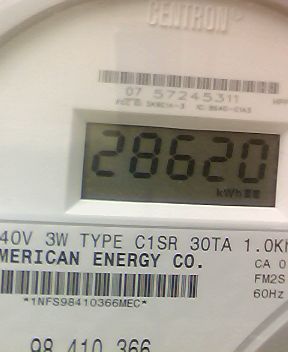 CENTRON®
07 57245311
28620
kWh
40V 3W TYPE C1SR 30TA 1.0K
MERICAN ENERGY CO.
CA 0
FM2S
60Hz
*1NFS98410366MEC*
98 410 366